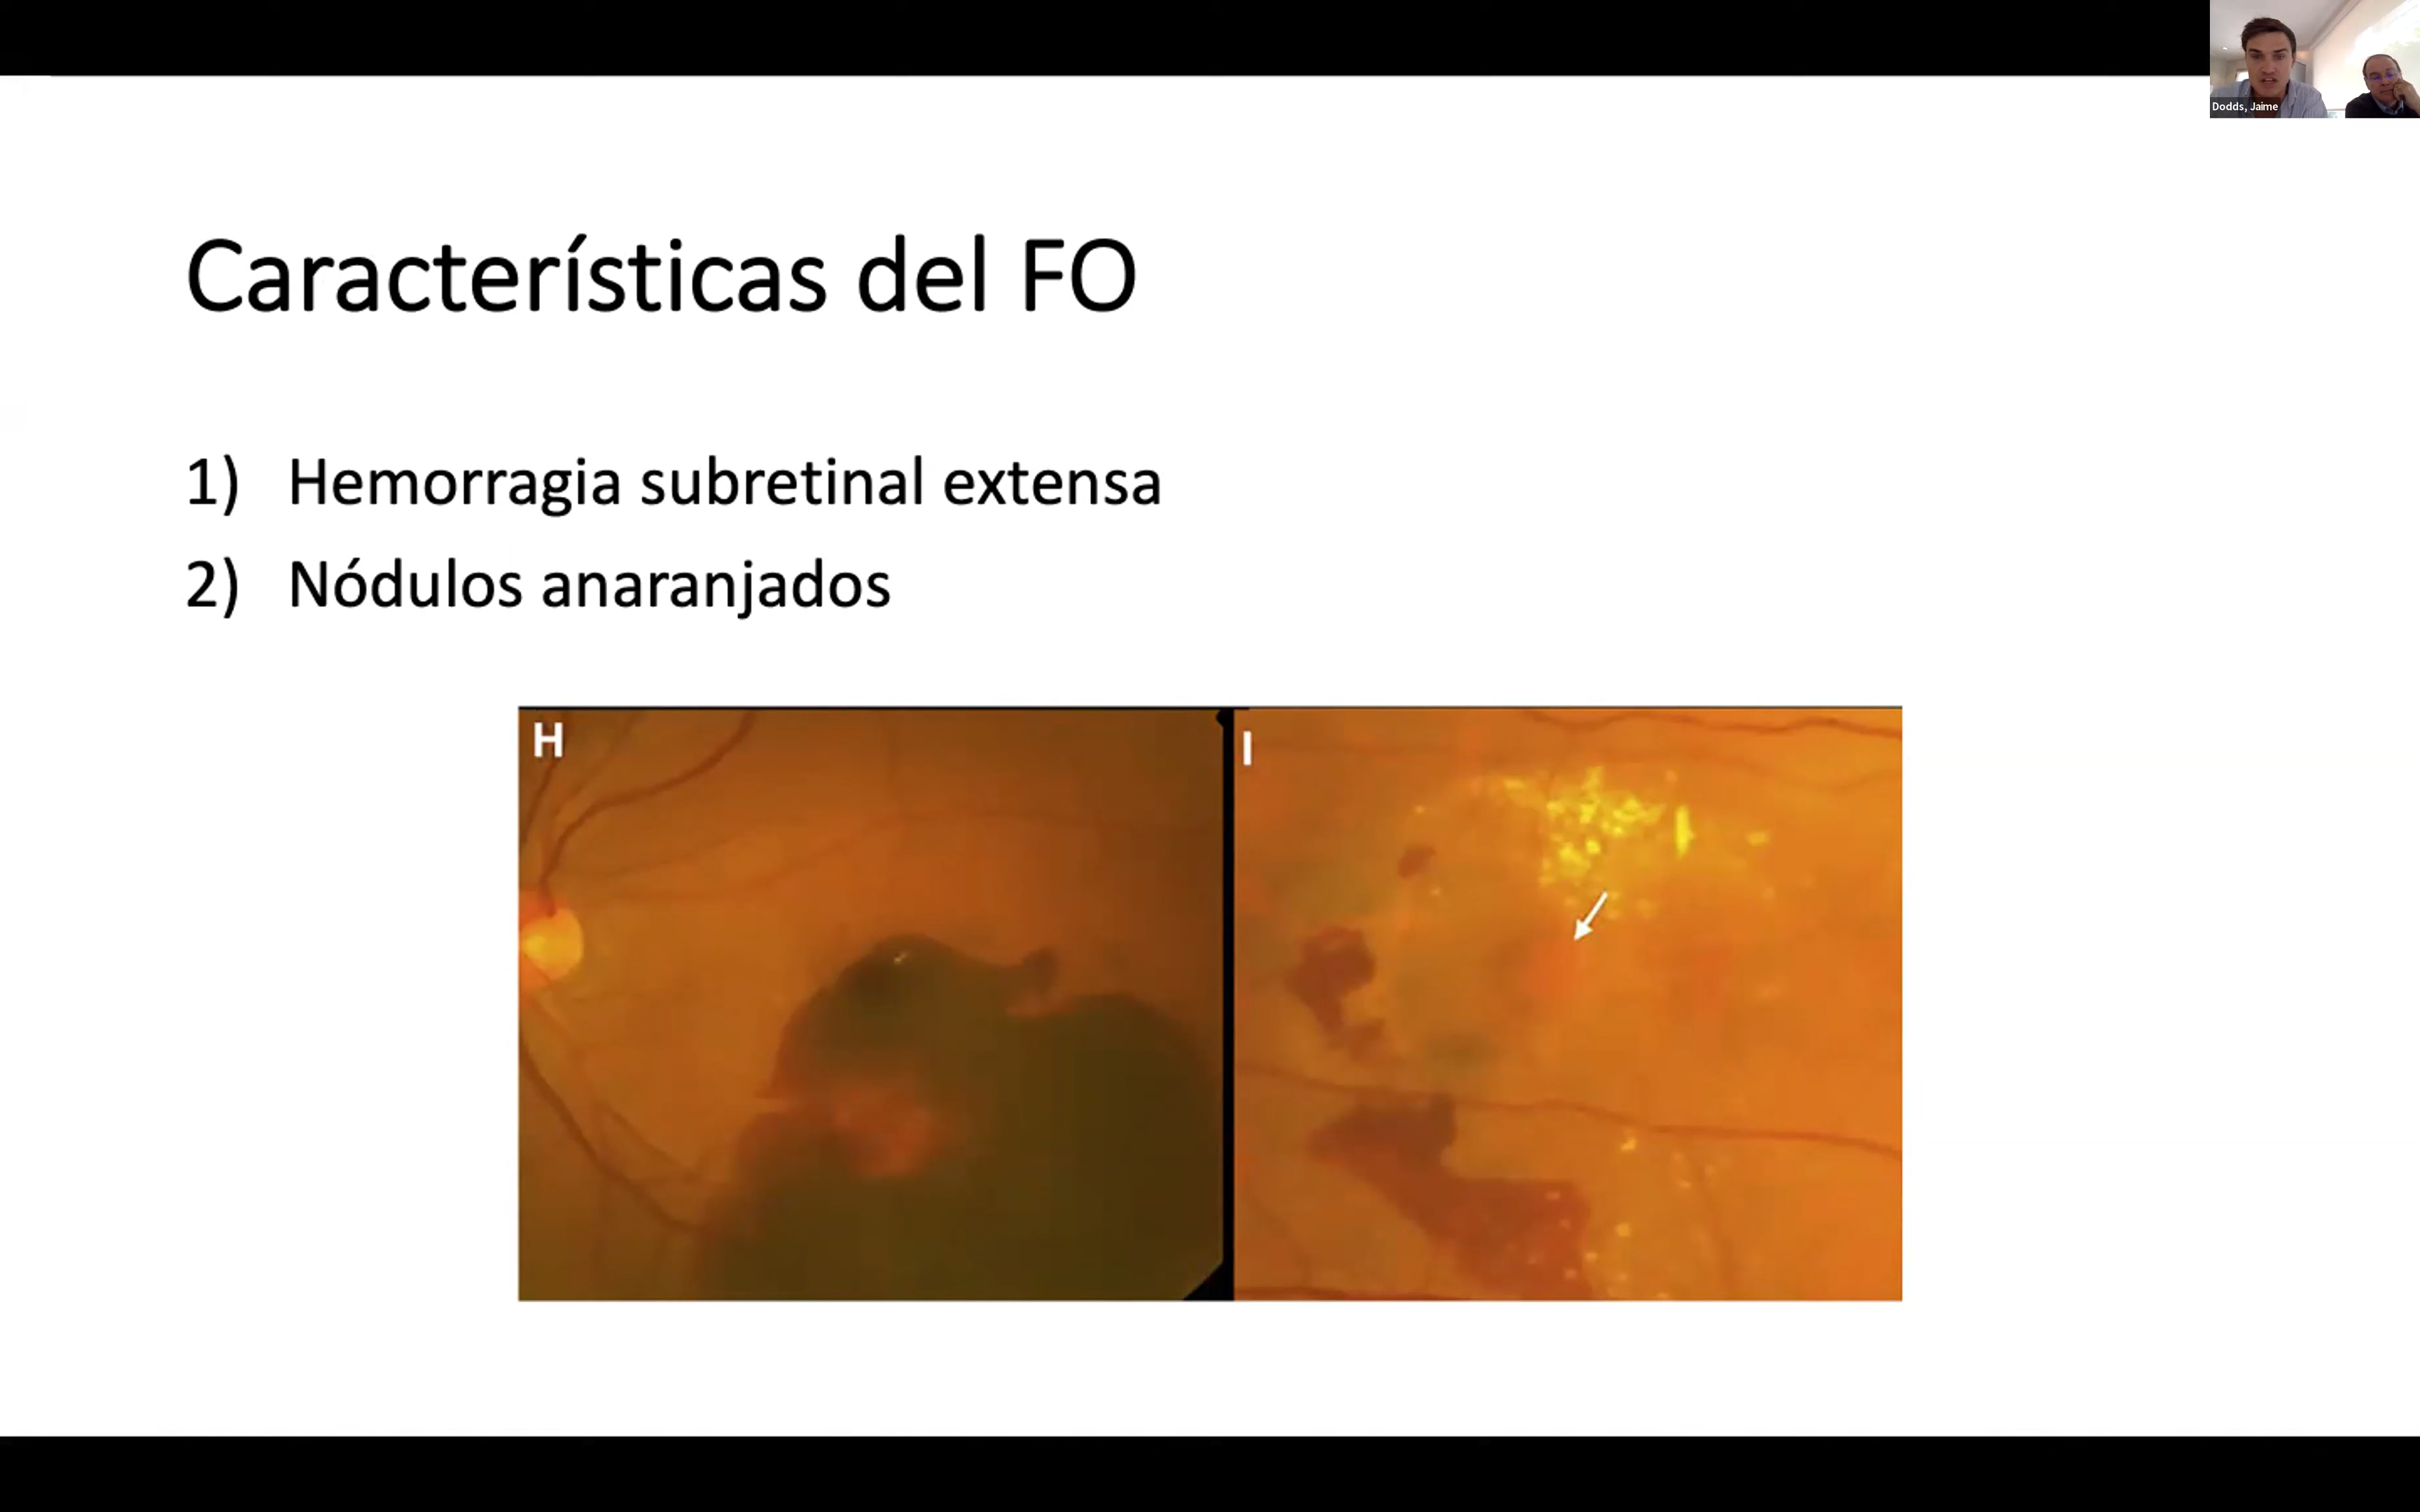 Dodds, Jaime
Características del FO
1) Hemorragia subretinal extensa
2) Nódulos anaranjados
H
I